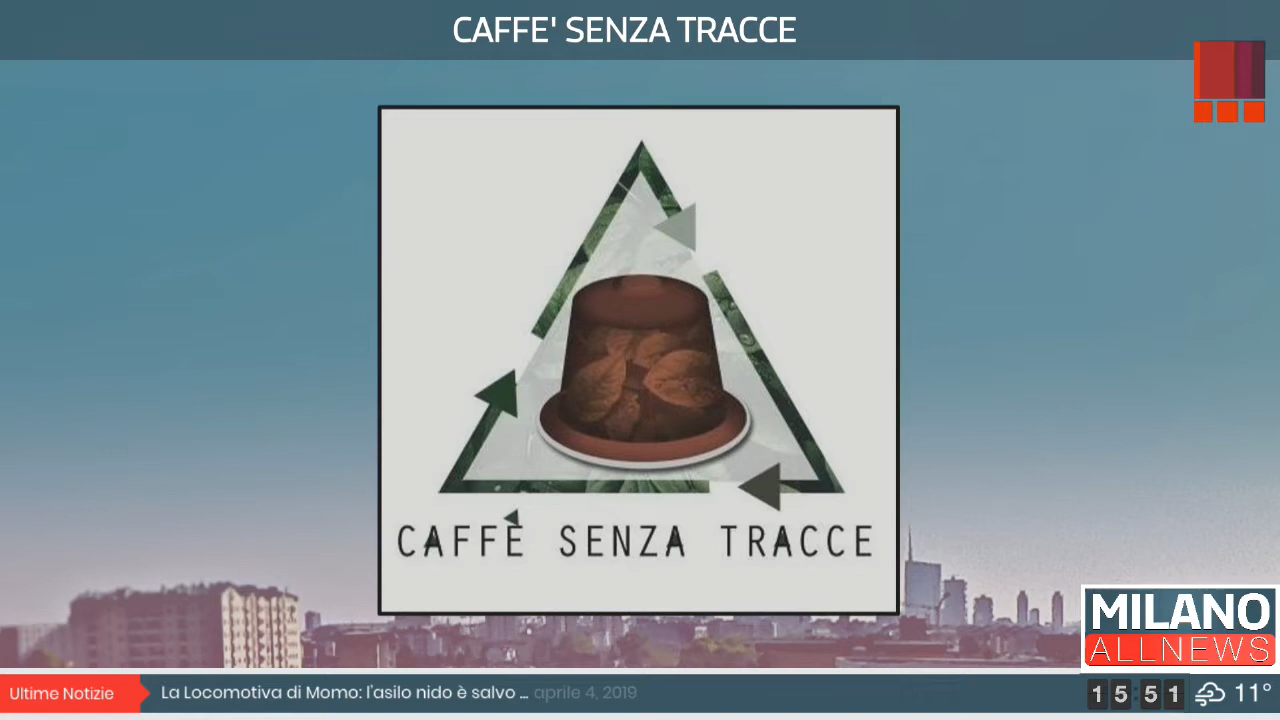 CAFFE' SENZA TRACCE
CAFFÈ SENZA TRACCE
MILANO
ALLNEWS
Ultime Notizie
La Locomotiva di Momo: l'asilo nido è salvo ... aprile 4, 2019
15:51
11°